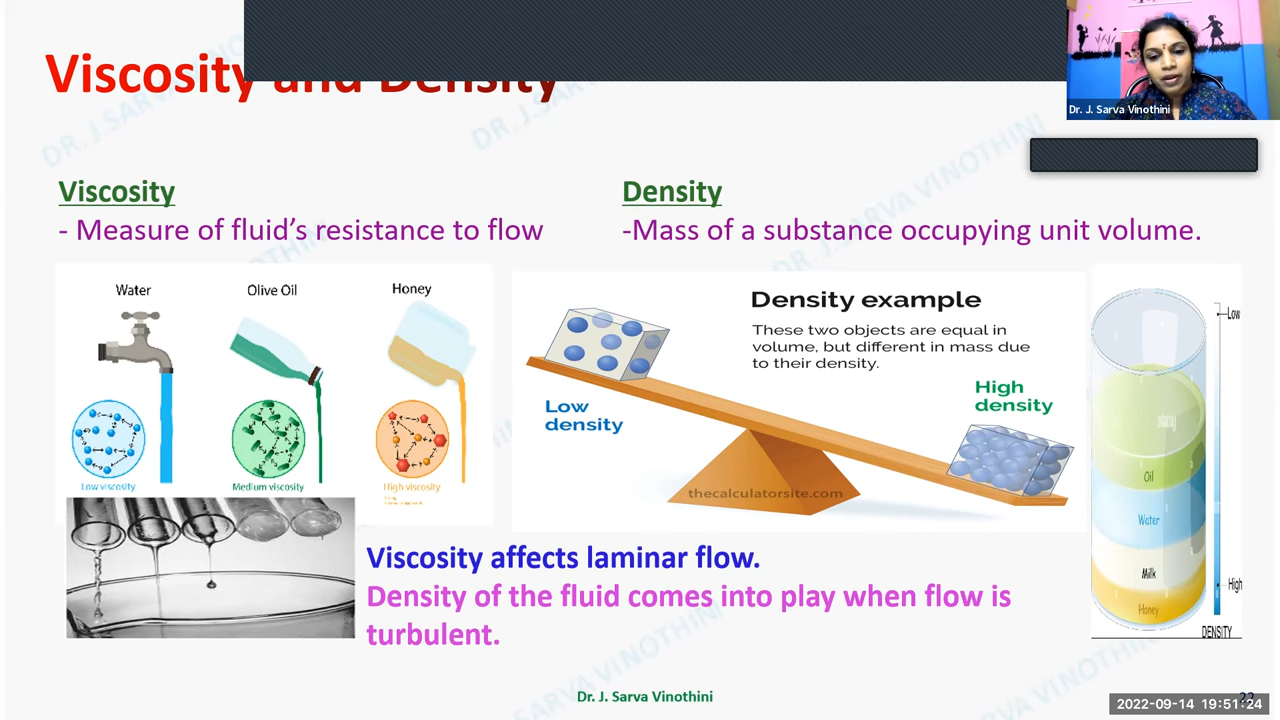 Viscosity and Density
Dr. J. Sarva Vinothini
Viscosity
- Measure of fluid’s resistance to flow
Density
-Mass of a substance occupying unit volume.
Water
Olive Oil
Honey
Low viscosity
Medium viscosity
High viscosity
Density example
These two objects are equal in
volume, but different in mass due
to their density.
Low
density
High
density
thecalculatorsite.com
Low
Oil
Water
Milk
Honey
High
DENSITY
Viscosity affects laminar flow.
Density of the fluid comes into play when flow is
turbulent.
Dr. J. Sarva Vinothini
22
2022-09-14 19:51:24
DR. J.SARVA VINOTHINI